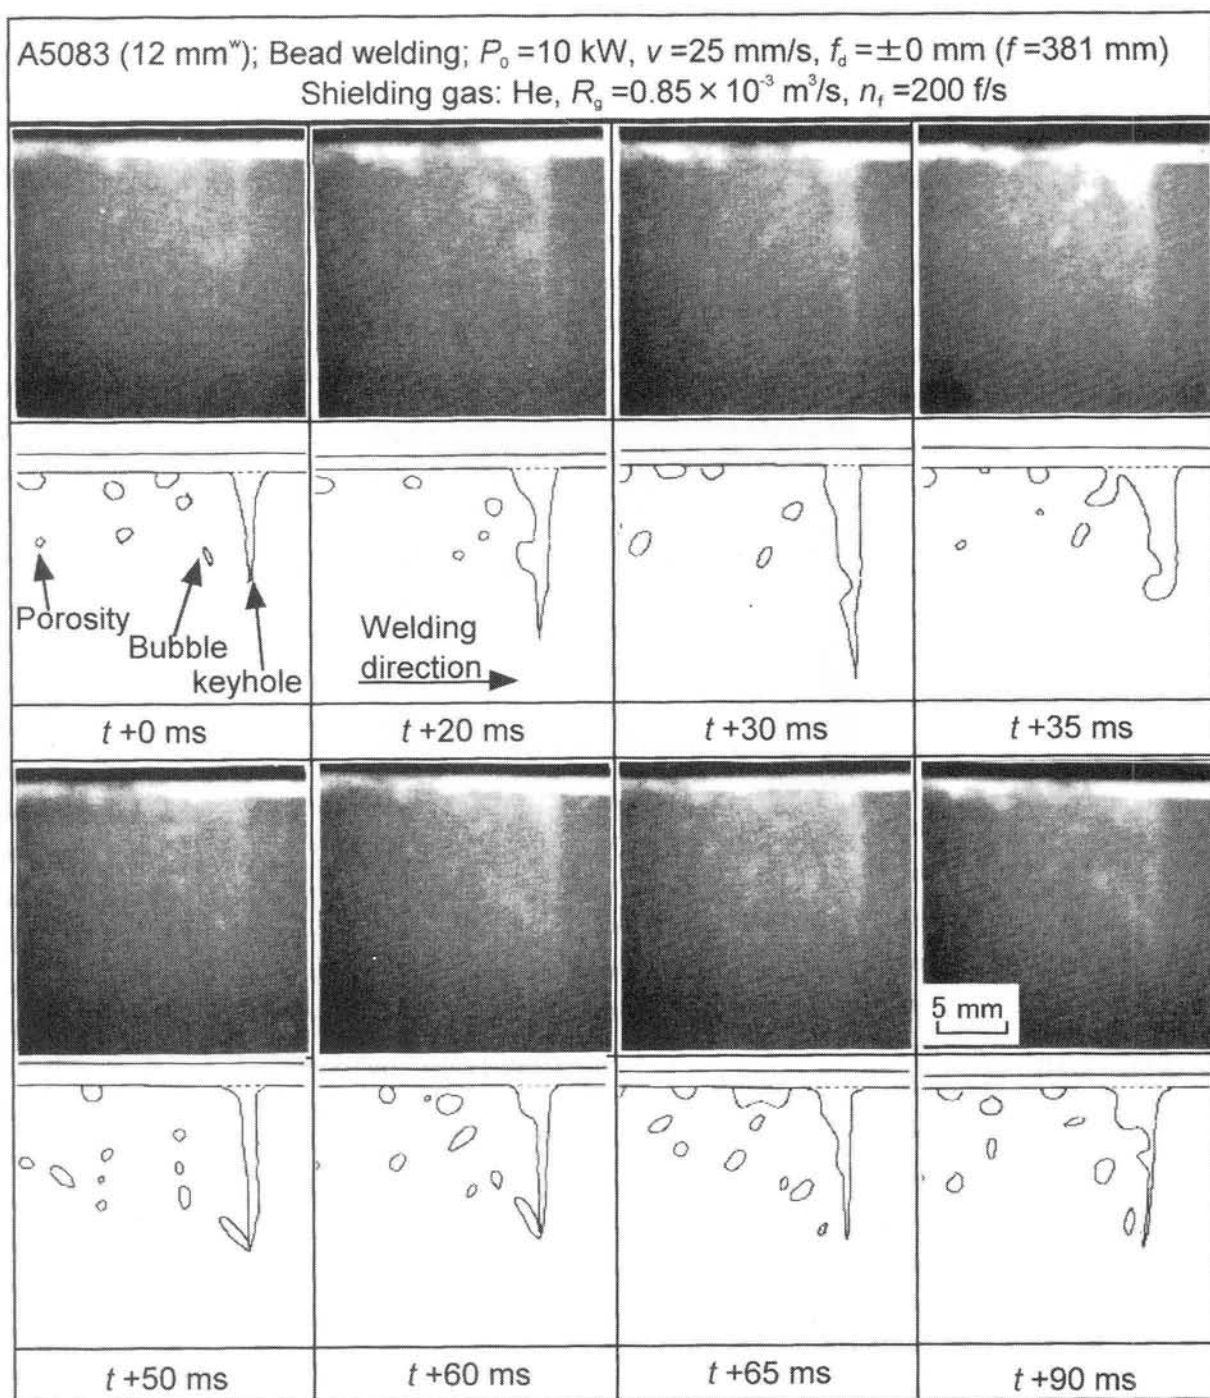 A5083 (12 mmʷ); Bead welding; P₀ =10 kW, v =25 mm/s, f_d =±0 mm (f =381 mm)
Shielding gas: He, R_g =0.85 × 10⁻³ m³/s, n_f =200 f/s
Porosity
Bubble
keyhole
Welding
direction
t +0 ms
t +20 ms
t +30 ms
t +35 ms
5 mm
t +50 ms
t +60 ms
t +65 ms
t +90 ms